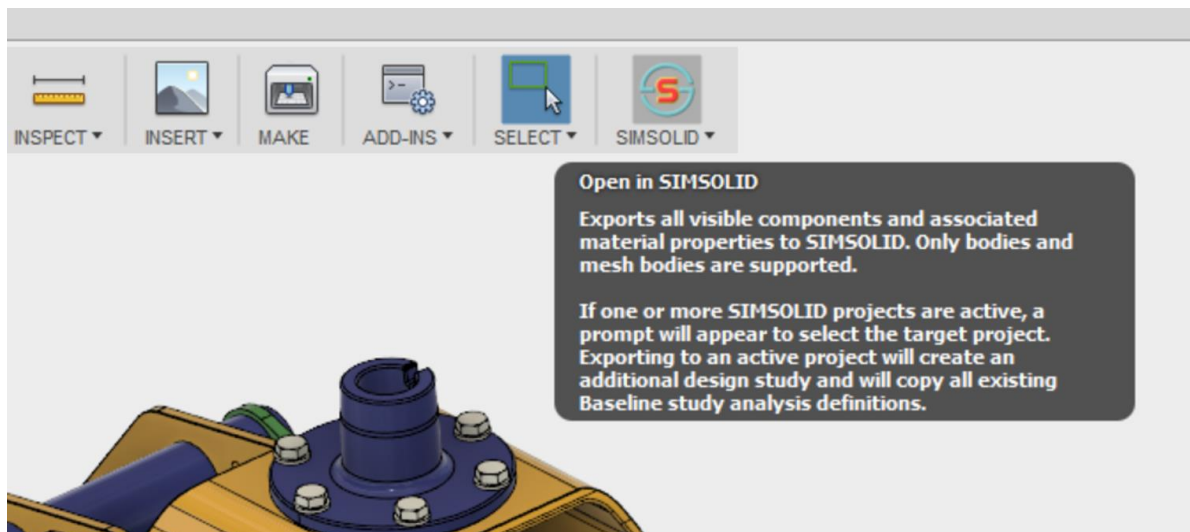 INSPECT ▼ INSERT ▼ MAKE ADD-INS ▼ SELECT ▼ SIMSOLID ▼
Open in SIMSOLID
Exports all visible components and associated
material properties to SIMSOLID. Only bodies and
mesh bodies are supported.
If one or more SIMSOLID projects are active, a
prompt will appear to select the target project.
Exporting to an active project will create an
additional design study and will copy all existing
Baseline study analysis definitions.